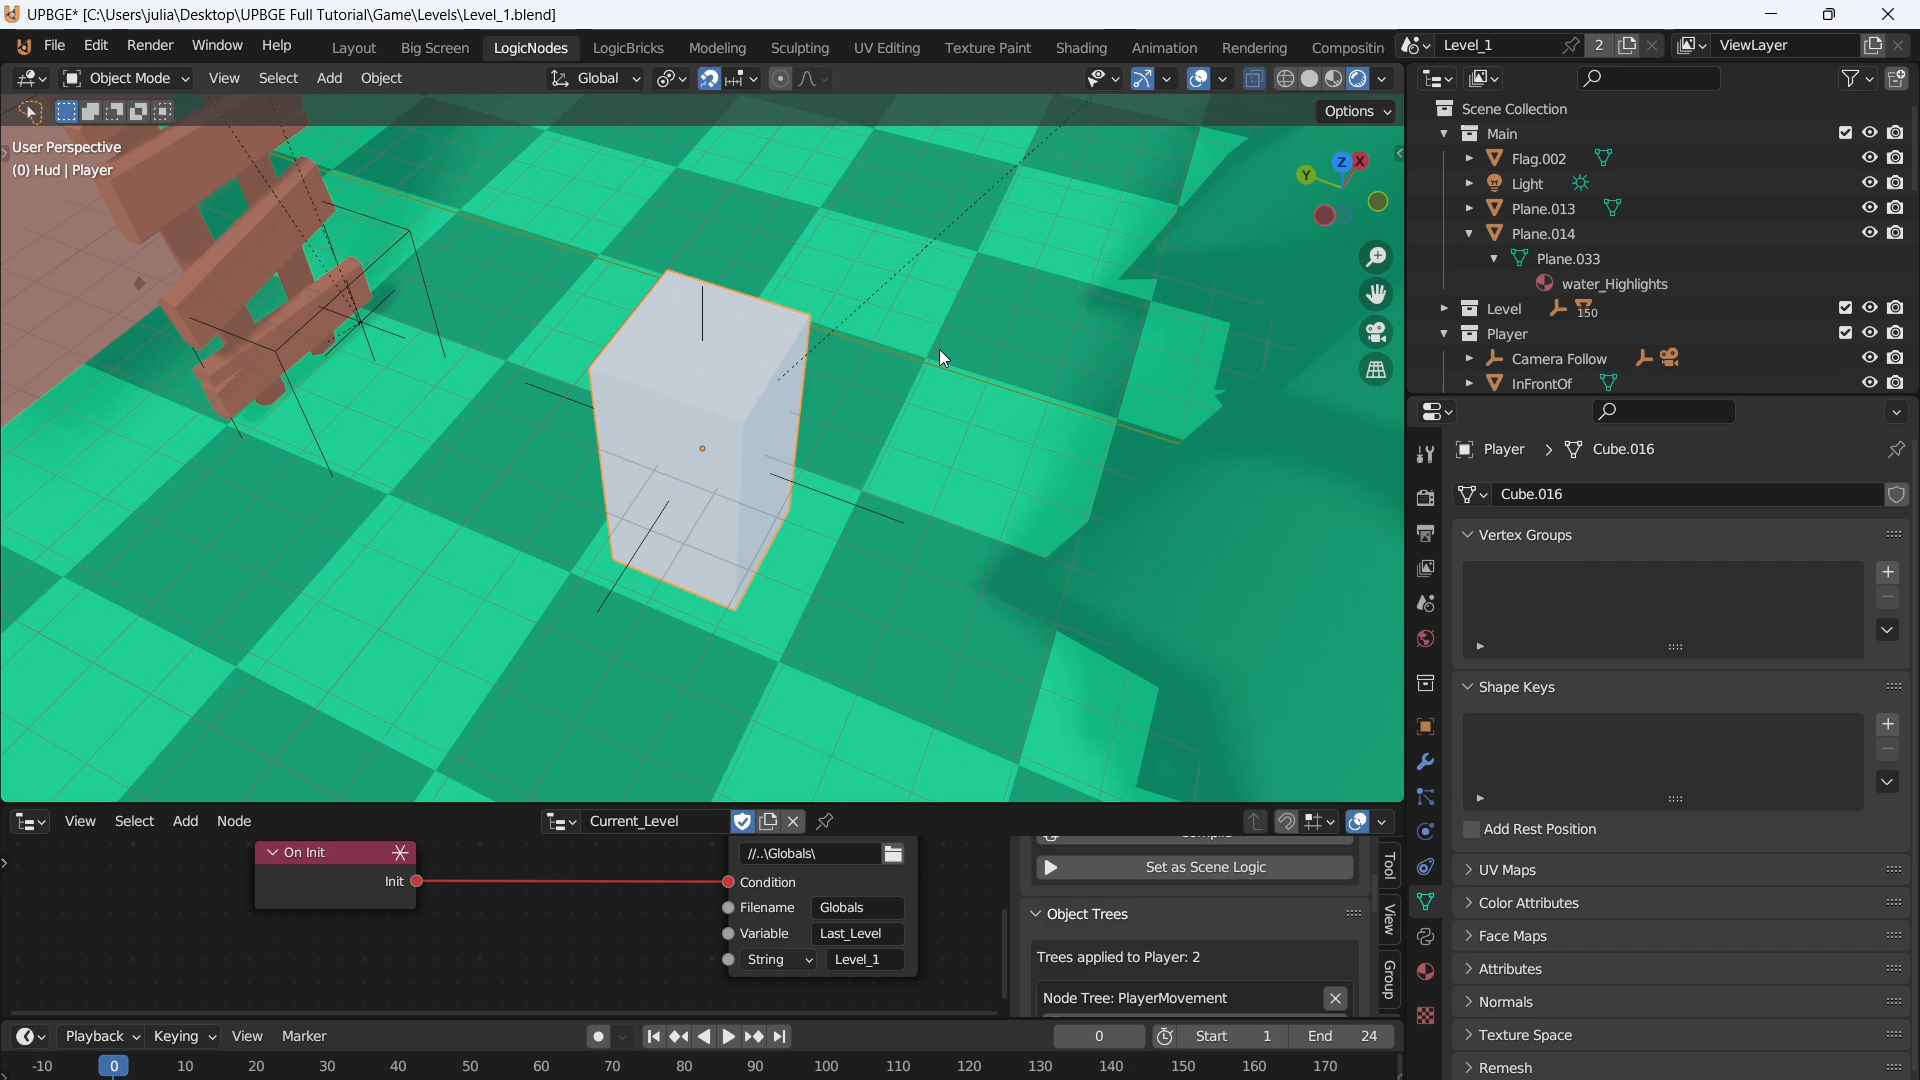 UPBGE* [C:\Users\julia\Desktop\UPBGE Full Tutorial\Game\Levels\Level_1.blend]
File Edit Render Window Help Layout Big Screen LogicNodes LogicBricks Modeling Sculpting UV Editing Texture Paint Shading Animation Rendering Compositin Level_1 2 ViewLayer
Object Mode View Select Add Object Global
Options
User Perspective
(0) Hud | Player
Z X Y
Scene Collection
Main
Flag.002
Light
Plane.013
Plane.014
Plane.033
water_Highlights
Level 150
Player
Camera Follow
InFrontOf
Player > Cube.016
Cube.016
Vertex Groups
Shape Keys
Add Rest Position
UV Maps
Color Attributes
Face Maps
Attributes
Normals
Texture Space
Remesh
View Select Add Node Current_Level
On Init
Init
//..\Globals\
Condition
Filename Globals
Variable Last_Level
String Level_1
Set as Scene Logic
Object Trees
Trees applied to Player: 2
Node Tree: PlayerMovement
Tool
View
Group
Playback Keying View Marker 0 Start 1 End 24
-10 0 10 20 30 40 50 60 70 80 90 100 110 120 130 140 150 160 170